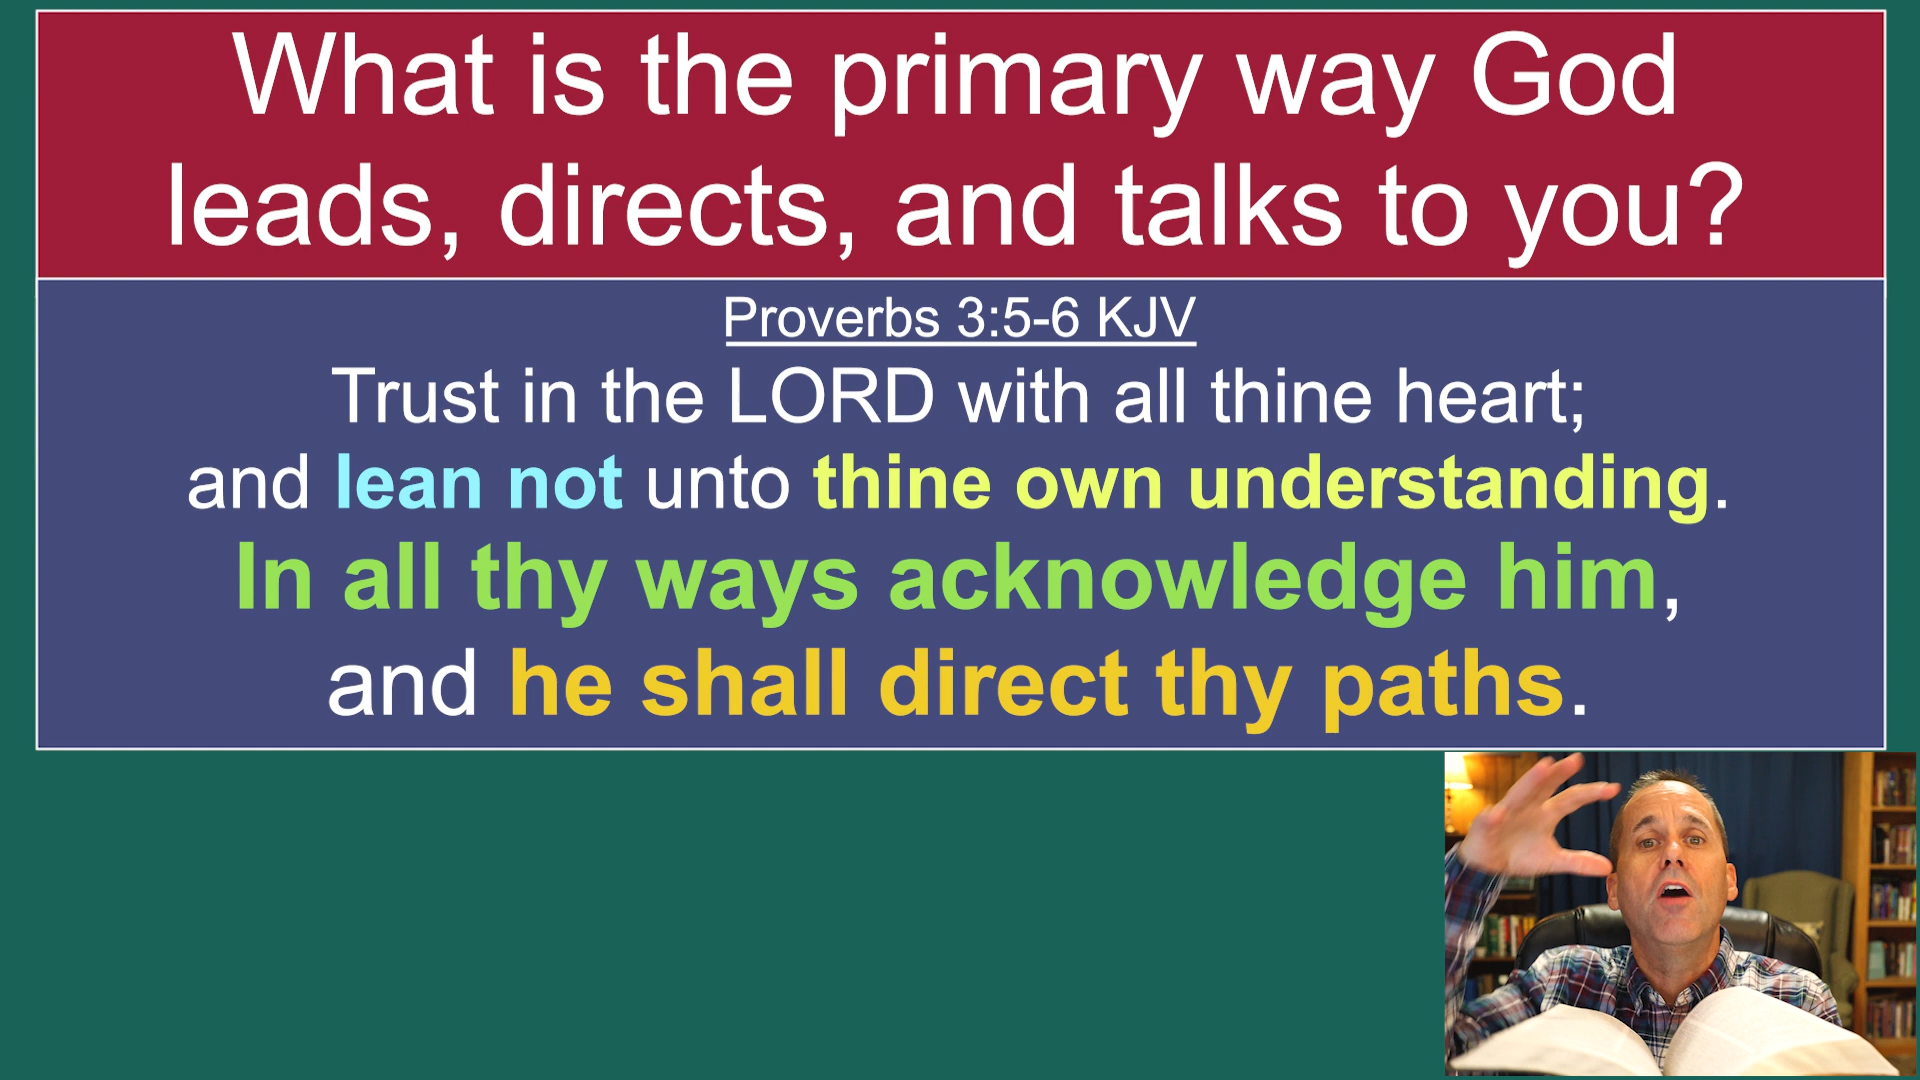 What is the primary way God
leads, directs, and talks to you?
Proverbs 3:5-6 KJV
Trust in the LORD with all thine heart;
and lean not unto thine own understanding.
In all thy ways acknowledge him,
and he shall direct thy paths.